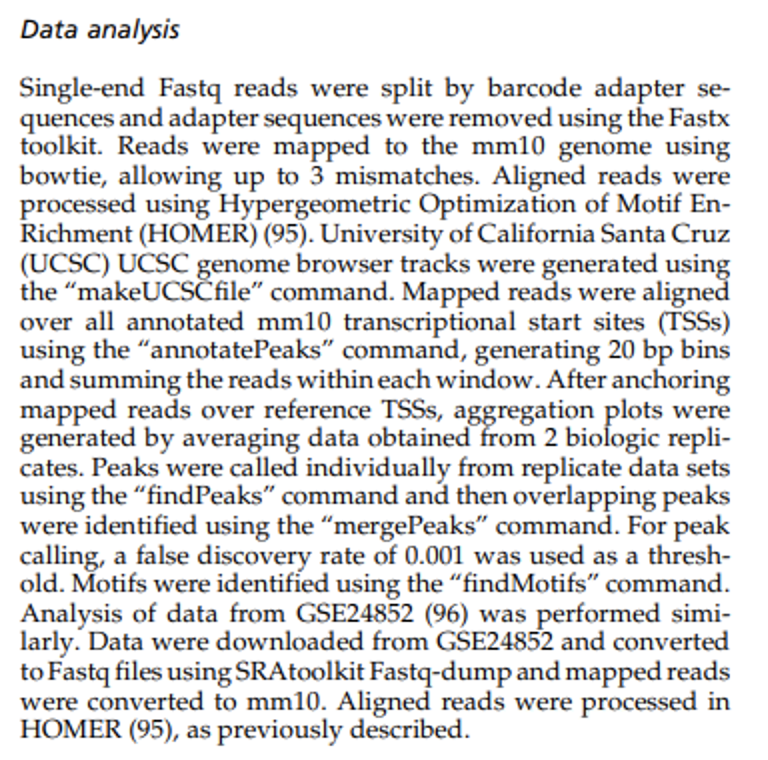 Data analysis
Single-end Fastq reads were split by barcode adapter se-
quences and adapter sequences were removed using the Fastx
toolkit. Reads were mapped to the mm10 genome using
bowtie, allowing up to 3 mismatches. Aligned reads were
processed using Hypergeometric Optimization of Motif En-
Richment (HOMER) (95). University of California Santa Cruz
(UCSC) UCSC genome browser tracks were generated using
the “makeUCSCfile” command. Mapped reads were aligned
over all annotated mm10 transcriptional start sites (TSSs)
using the “annotatePeaks” command, generating 20 bp bins
and summing the reads within each window. After anchoring
mapped reads over reference TSSs, aggregation plots were
generated by averaging data obtained from 2 biologic repli-
cates. Peaks were called individually from replicate data sets
using the “findPeaks” command and then overlapping peaks
were identified using the “mergePeaks” command. For peak
calling, a false discovery rate of 0.001 was used as a thresh-
old. Motifs were identified using the “findMotifs” command.
Analysis of data from GSE24852 (96) was performed simi-
larly. Data were downloaded from GSE24852 and converted
to Fastq files using SRAtoolkit Fastq-dump and mapped reads
were converted to mm10. Aligned reads were processed in
HOMER (95), as previously described.